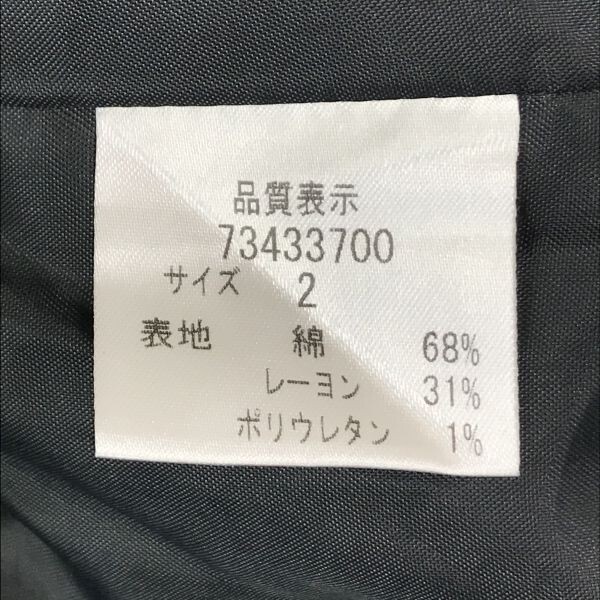 品質表示
73433700
サイズ 2
表地 綿 68%
レーヨン 31%
ポリウレタン 1%